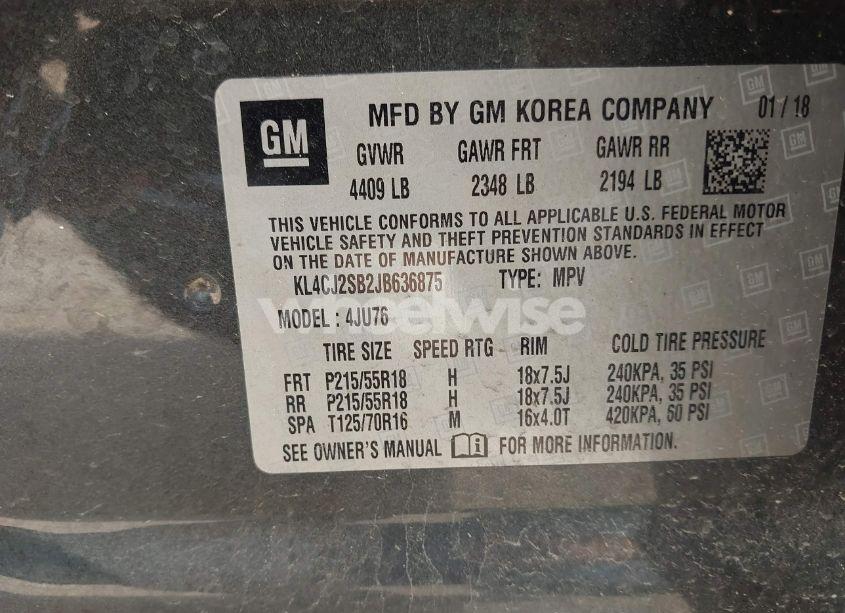 GM MFD BY GM KOREA COMPANY 01 / 18
GVWR GAWR FRT GAWR RR
4409 LB 2348 LB 2194 LB
THIS VEHICLE CONFORMS TO ALL APPLICABLE U.S. FEDERAL MOTOR
VEHICLE SAFETY AND THEFT PREVENTION STANDARDS IN EFFECT
ON THE DATE OF MANUFACTURE SHOWN ABOVE.
KL4CJ2SB2JB636875 TYPE: MPV
wheelwise
MODEL : 4JU76
TIRE SIZE SPEED RTG RIM COLD TIRE PRESSURE
FRT P215/55R18 H 18x7.5J 240KPA, 35 PSI
RR P215/55R18 H 18x7.5J 240KPA, 35 PSI
SPA T125/70R16 M 16x4.0T 420KPA, 60 PSI
SEE OWNER'S MANUAL FOR MORE INFORMATION.